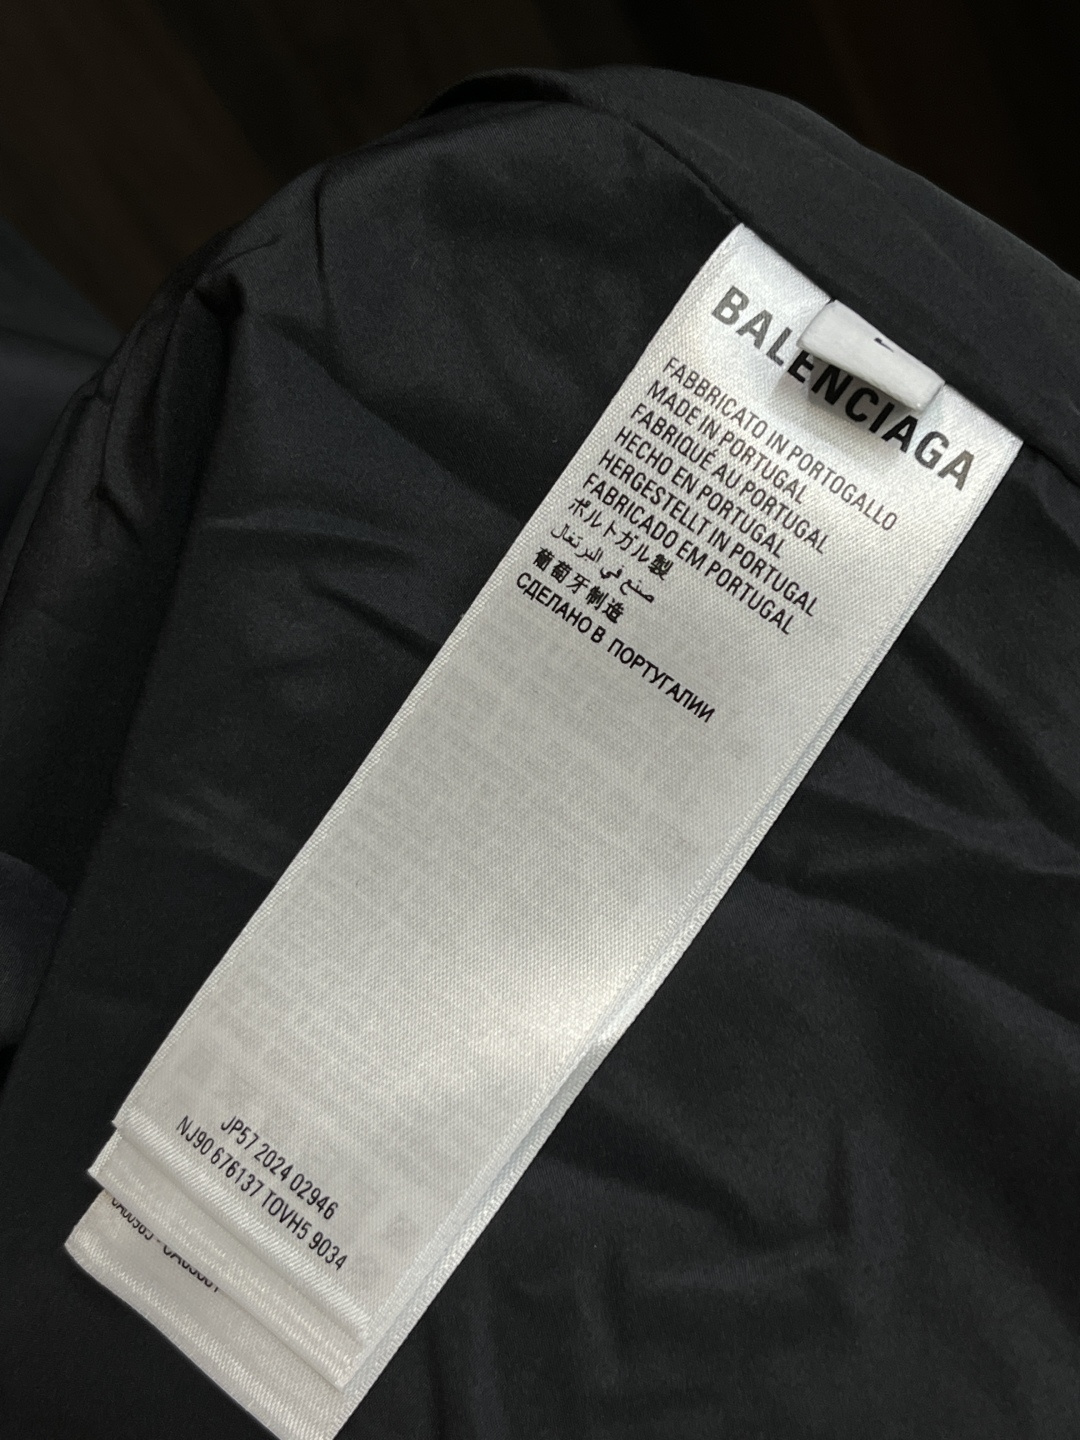 BALENCIAGA
FABBRICATO IN PORTOGALLO
MADE IN PORTUGAL
FABRIQUÉ AU PORTUGAL
HECHO EN PORTUGAL
HERGESTELLT IN PORTUGAL
FABRICADO EM PORTUGAL
ポルトガル製
صنع في البرتغال
葡萄牙制造
СДЕЛАНО В ПОРТУГАЛИИ
JP57 2024 02946
NJ90 676137 TOVH5 9034